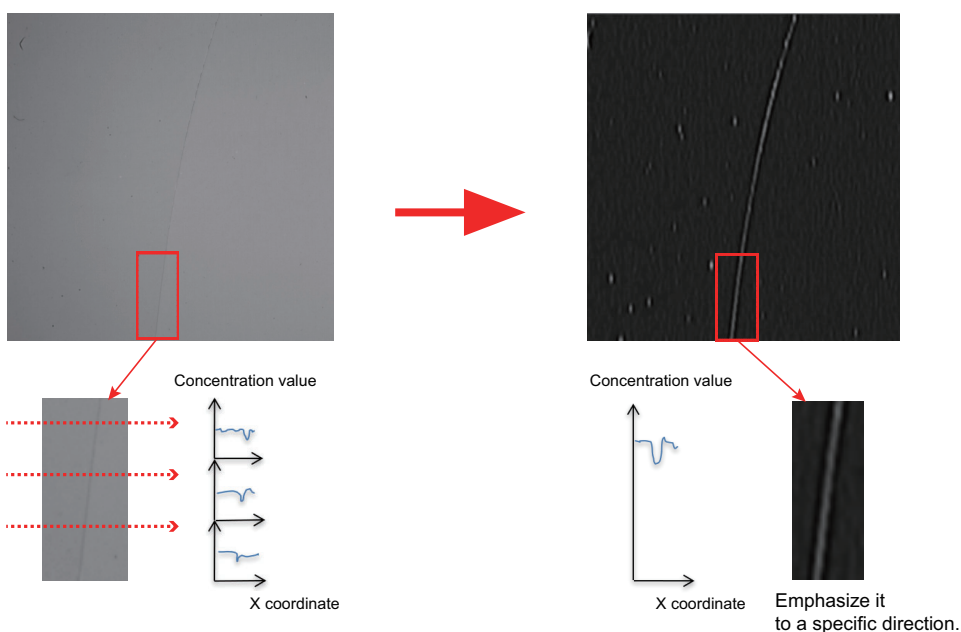 Concentration value
X coordinate
Concentration value
X coordinate
Emphasize it
to a specific direction.